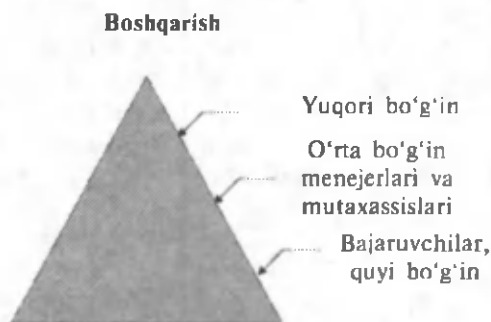 Boshqarish
Yuqori bo‘g‘in
O‘rta bo‘g‘in
menejerlari va
mutaxassislari
Bajaruvchilar,
quyi bo‘g‘in